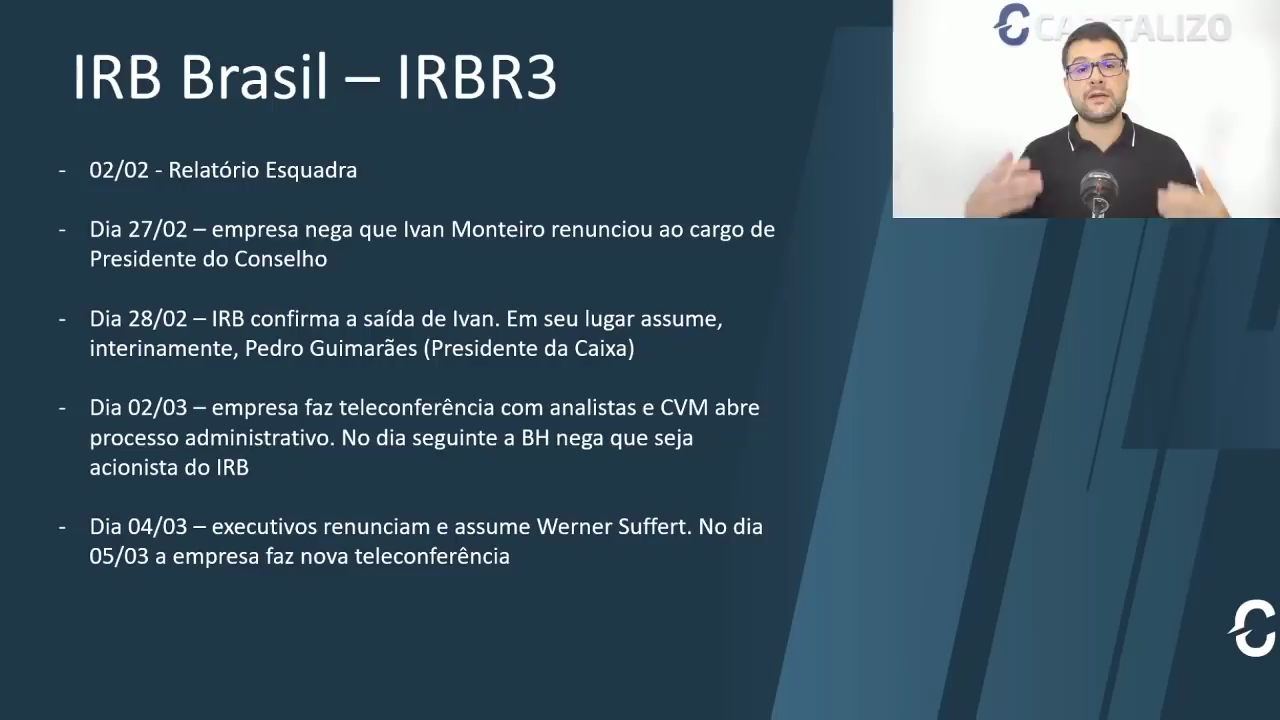 IRB Brasil – IRBR3
CAPITALIZO
- 02/02 - Relatório Esquadra
- Dia 27/02 – empresa nega que Ivan Monteiro renunciou ao cargo de
Presidente do Conselho
- Dia 28/02 – IRB confirma a saída de Ivan. Em seu lugar assume,
interinamente, Pedro Guimarães (Presidente da Caixa)
- Dia 02/03 – empresa faz teleconferência com analistas e CVM abre
processo administrativo. No dia seguinte a BH nega que seja
acionista do IRB
- Dia 04/03 – executivos renunciam e assume Werner Suffert. No dia
05/03 a empresa faz nova teleconferência